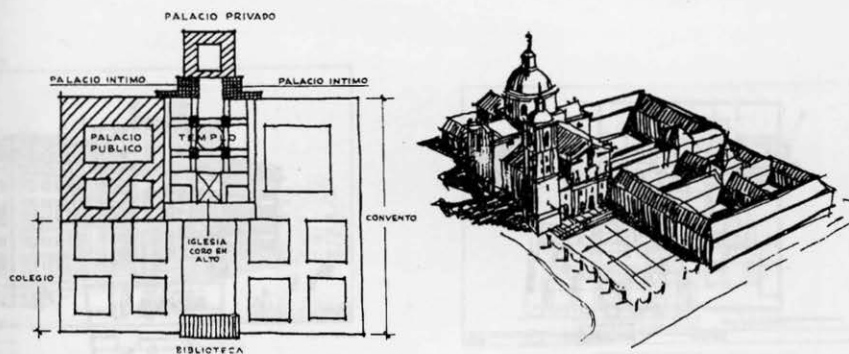 PALACIO PRIVADO
PALACIO INTIMO
PALACIO INTIMO
PALACIO
PUBLICO
TEMPLO
CONVENTO
IGLESIA
CORO EN
ALTO
COLEGIO
BIBLIOTECA